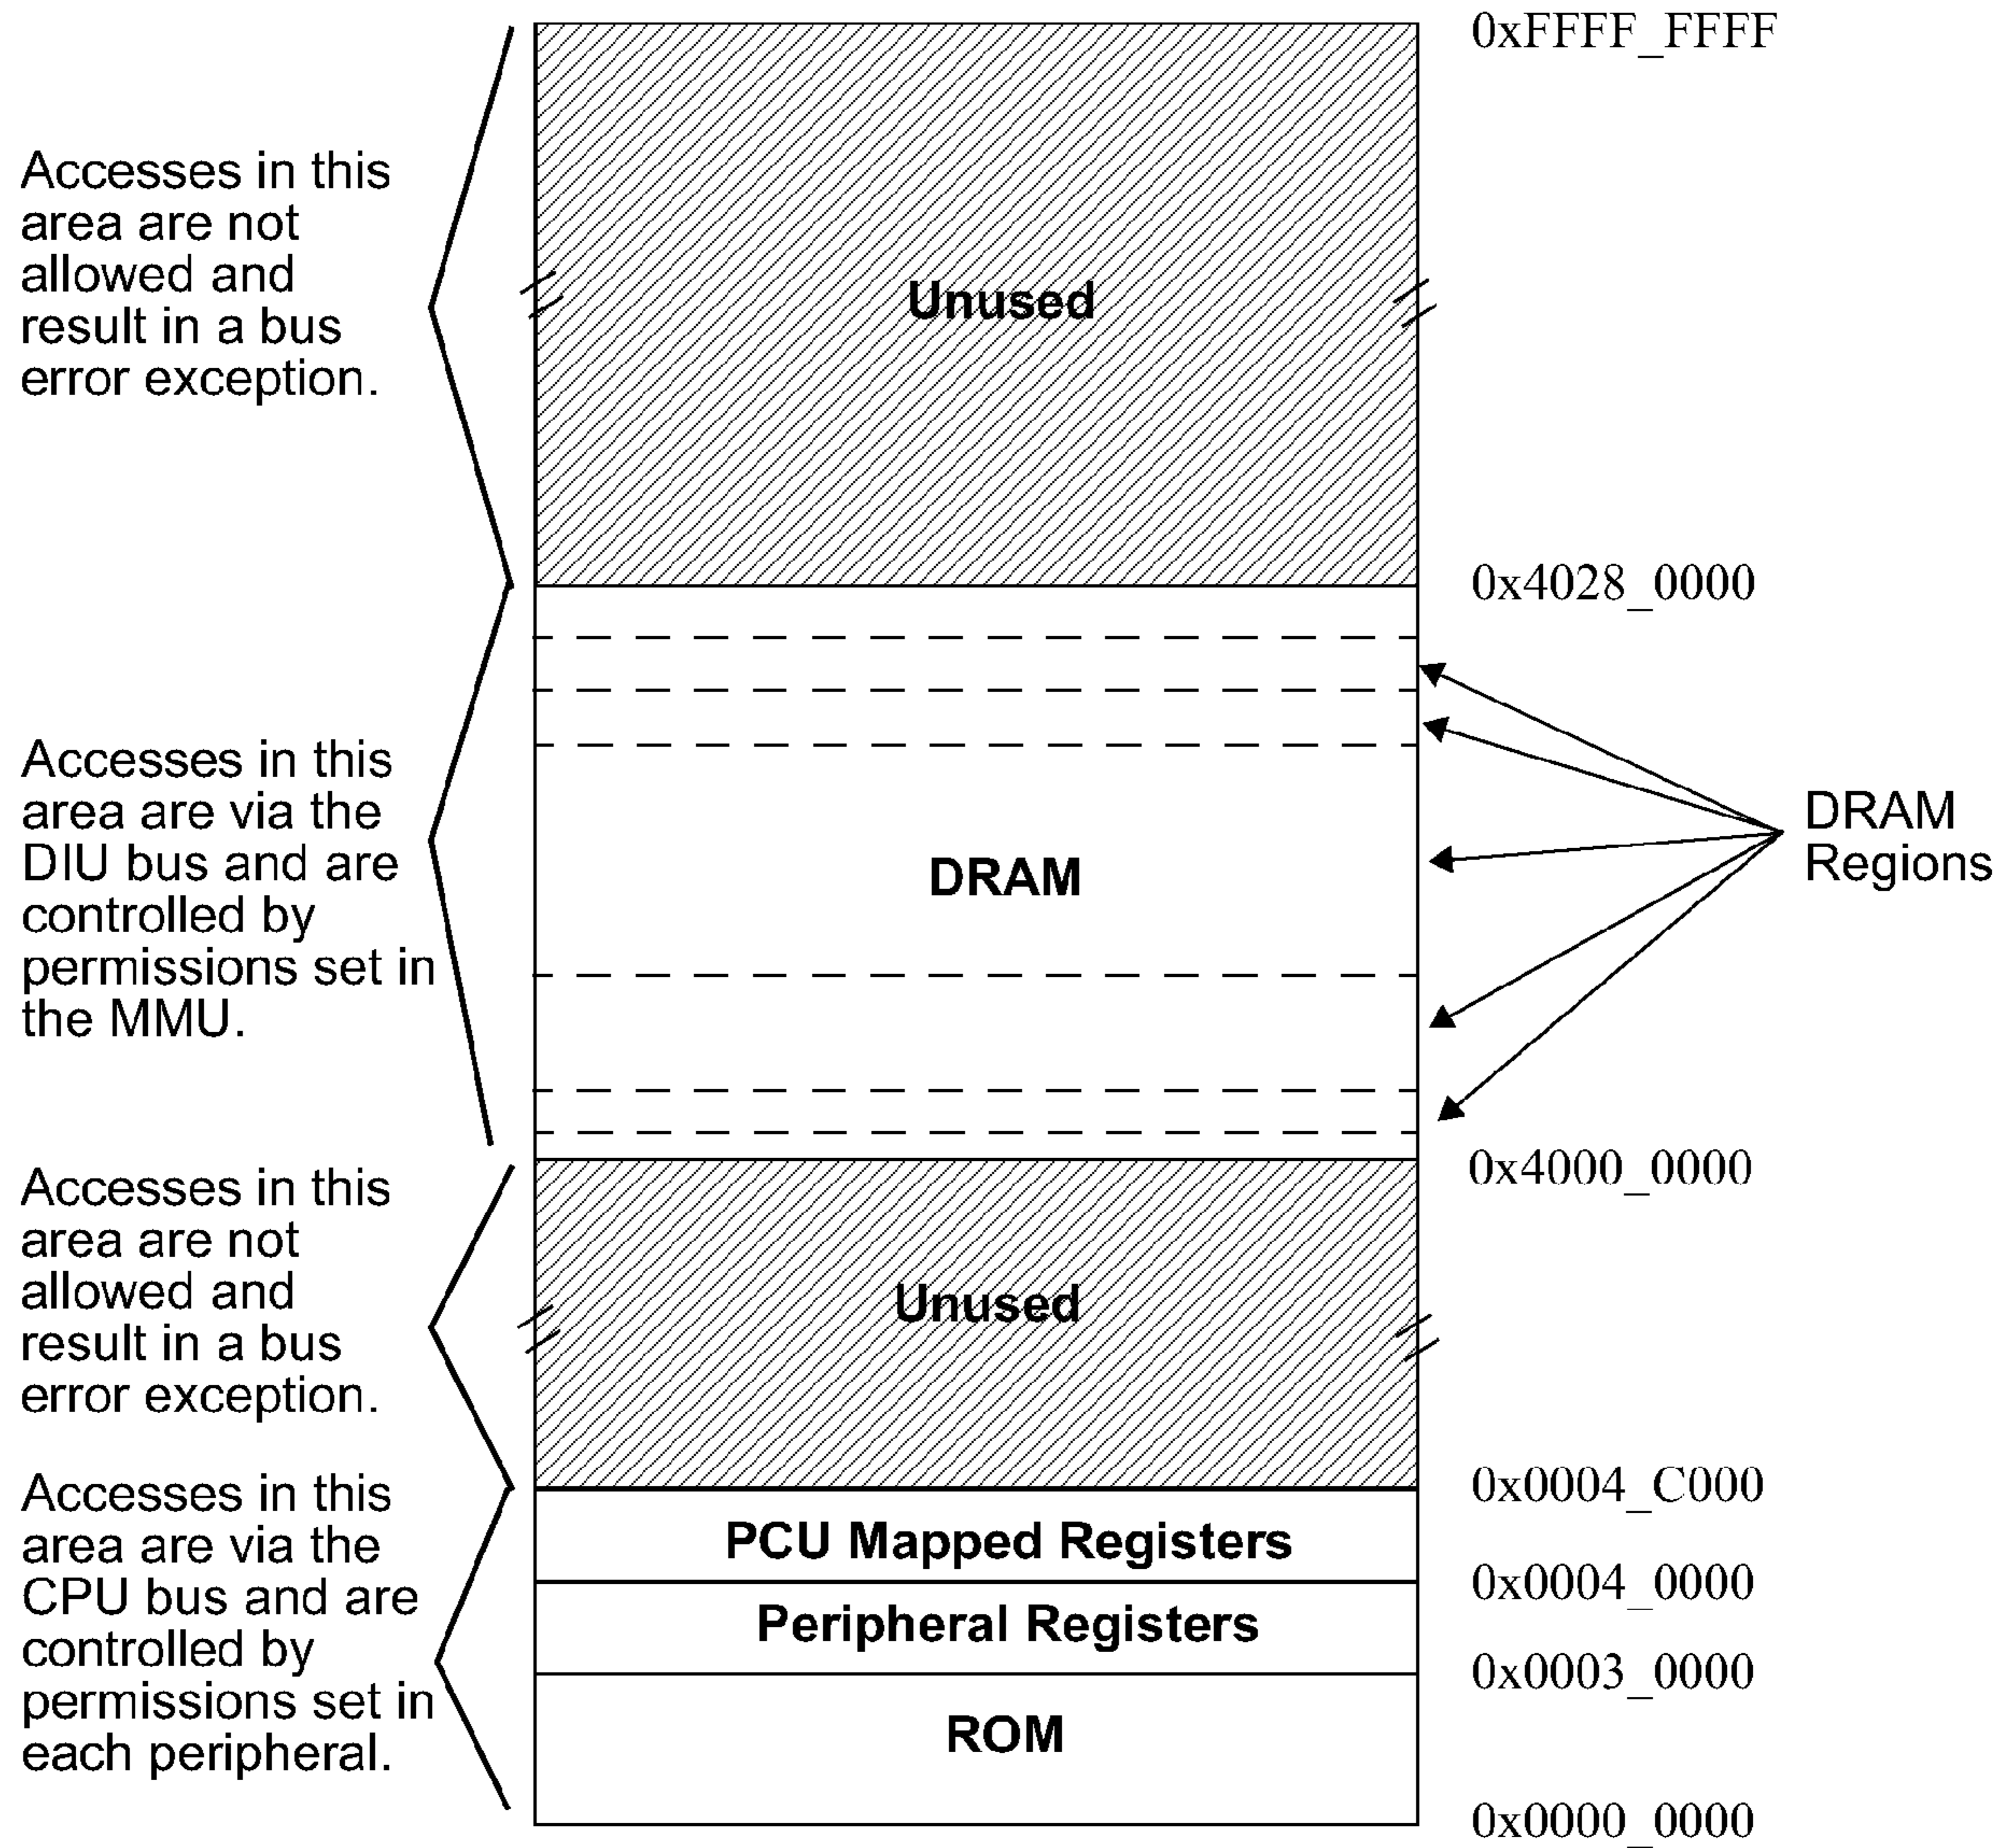 0xFFFF_FFFF
Accesses in this
area are not
allowed and
result in a bus
error exception.
Unused
0x4028_0000
Accesses in this
area are via the
DIU bus and are
controlled by
permissions set in
the MMU.
DRAM
DRAM
Regions
0x4000_0000
Accesses in this
area are not
allowed and
result in a bus
error exception.
Unused
0x0004_C000
Accesses in this
area are via the
CPU bus and are
controlled by
permissions set in
each peripheral.
PCU Mapped Registers
0x0004_0000
Peripheral Registers
0x0003_0000
ROM
0x0000_0000